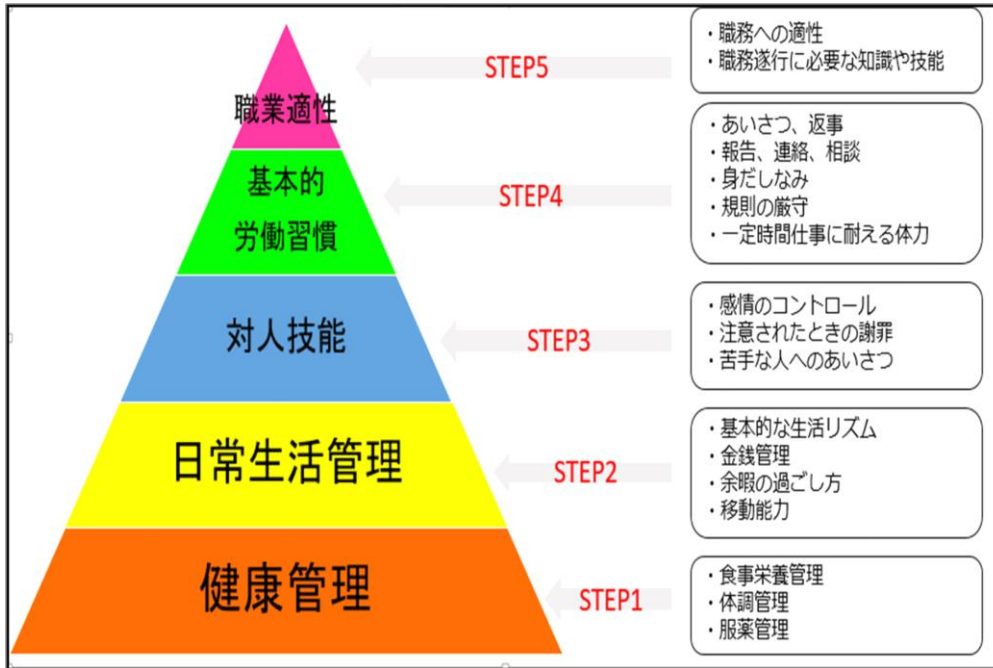 職業適性
STEP5
・職務への適性
・職務遂行に必要な知識や技能
基本的
労働習慣
STEP4
・あいさつ、返事
・報告、連絡、相談
・身だしなみ
・規則の厳守
・一定時間仕事に耐える体力
対人技能
STEP3
・感情のコントロール
・注意されたときの謝罪
・苦手な人へのあいさつ
日常生活管理
STEP2
・基本的な生活リズム
・金銭管理
・余暇の過ごし方
・移動能力
健康管理
STEP1
・食事栄養管理
・体調管理
・服薬管理